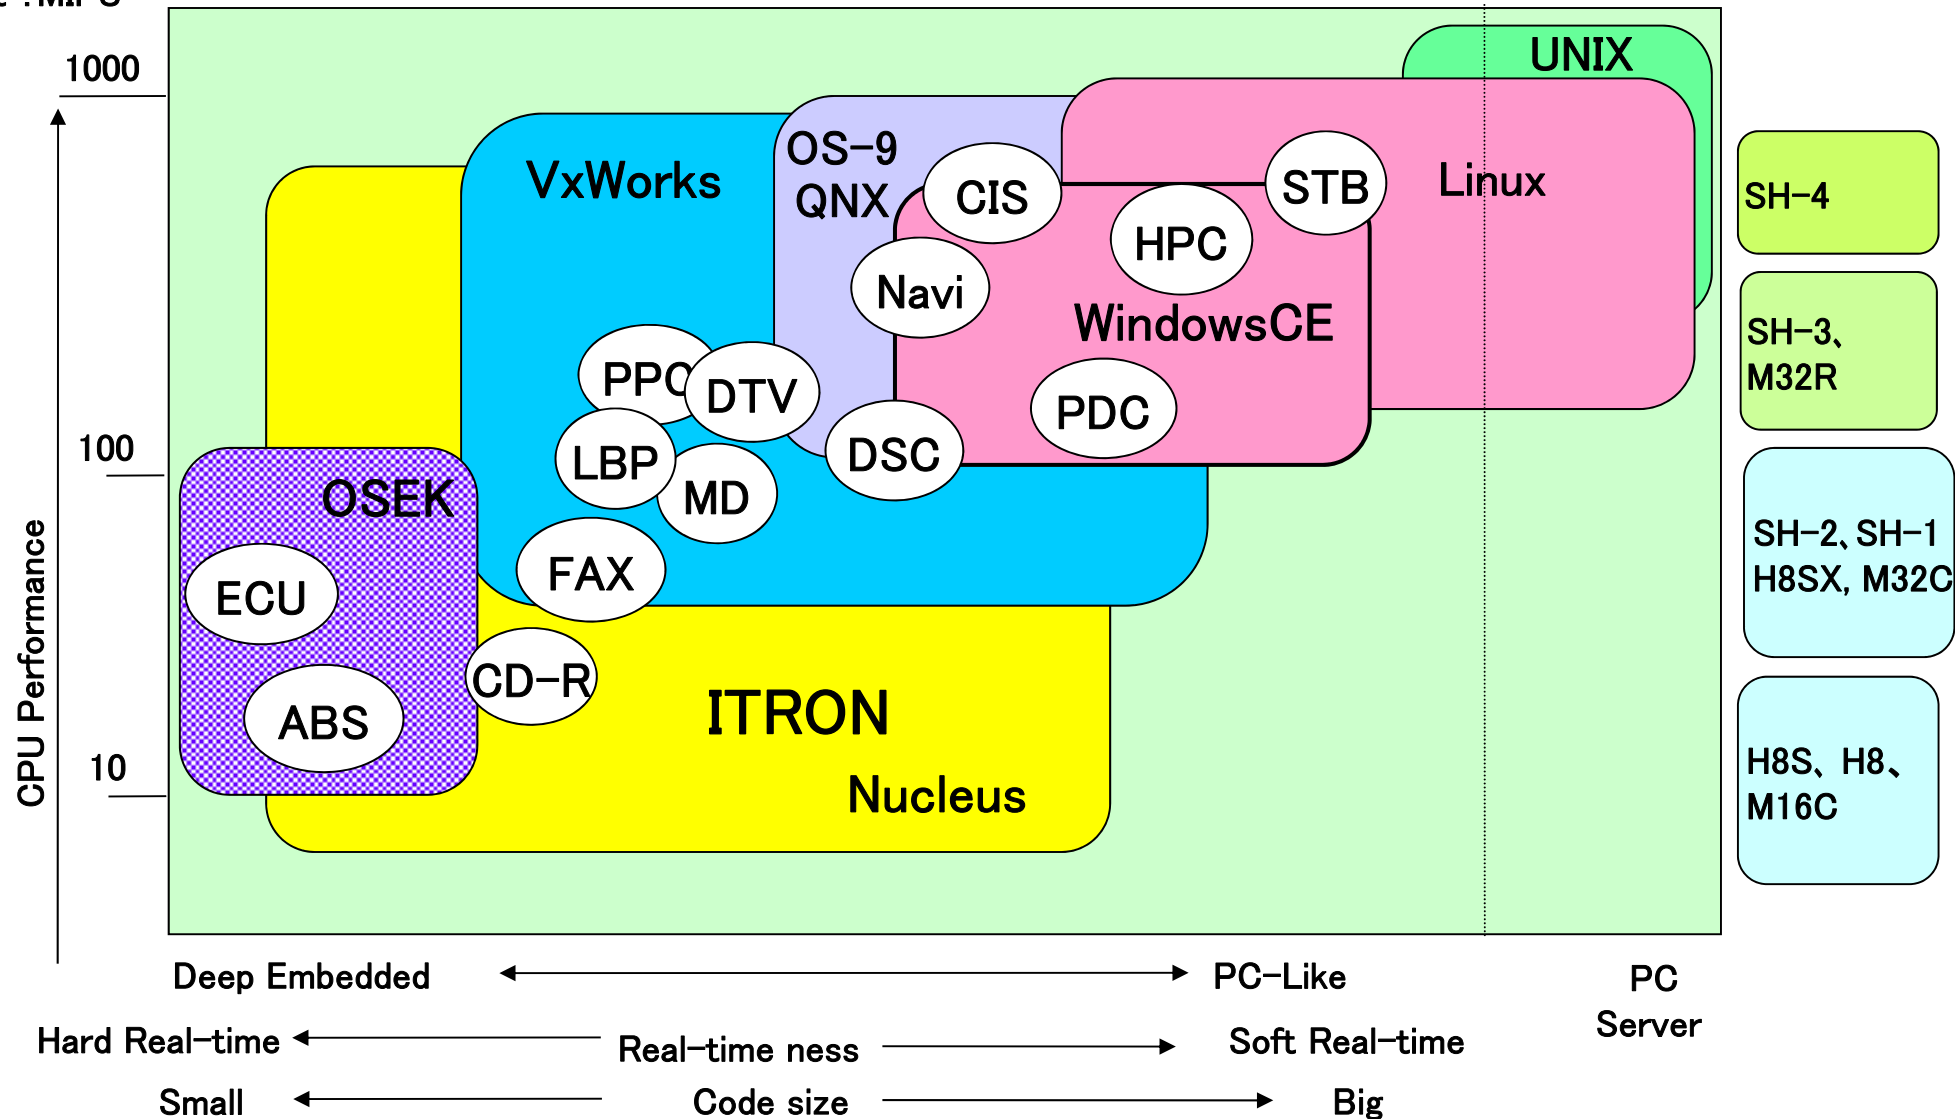 : MIPS
1000
UNIX
VxWorks
OS-9
QNX
CIS
STB
Linux
SH-4
HPC
Navi
WindowsCE
SH-3、
M32R
PPC
DTV
PDC
100
LBP
DSC
OSEK
MD
SH-2、SH-1
H8SX, M32C
ECU
FAX
CPU Performance
CD-R
ABS
ITRON
10
Nucleus
H8S、H8、
M16C
Deep Embedded
PC-Like
PC
Server
Hard Real-time
Real-time ness
Soft Real-time
Small
Code size
Big